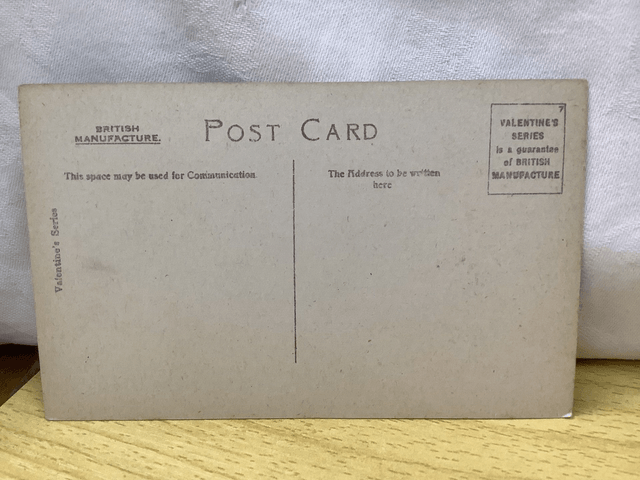 BRITISH
MANUFACTURE.
POST CARD
This space may be used for Communication
The Address to be written
here
VALENTINE'S
SERIES
is a guarantee
of BRITISH
MANUFACTURE
Valentine's Series